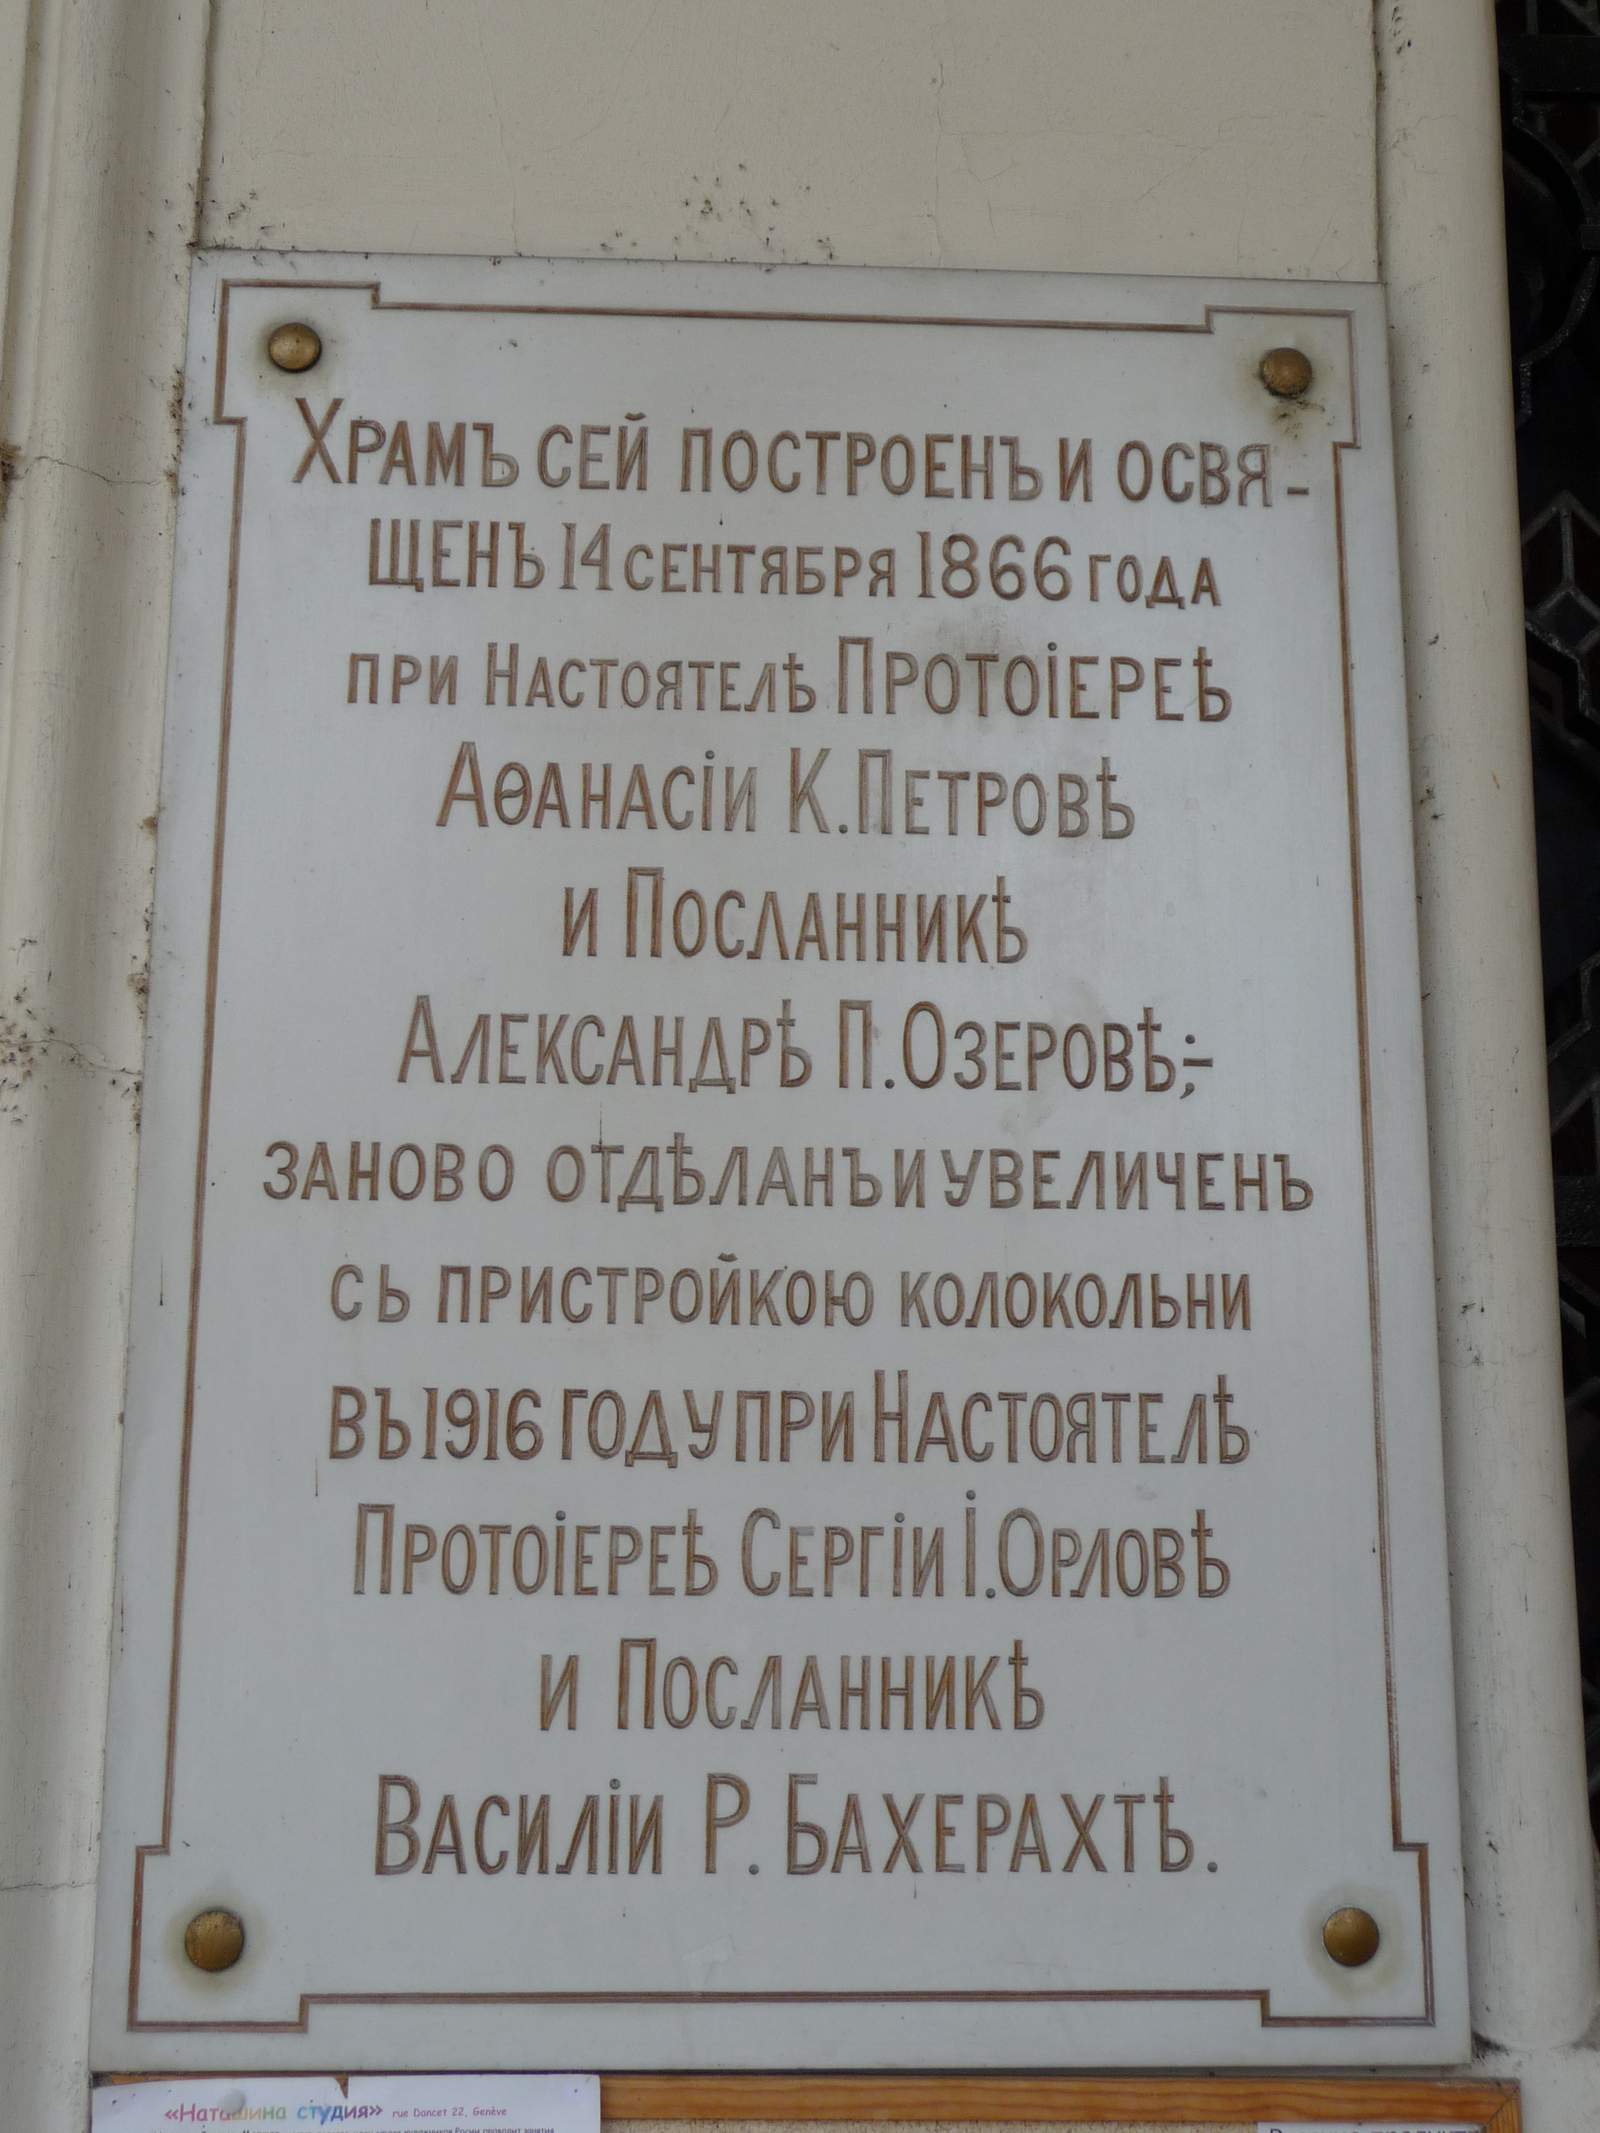 Храмъ сей построенъ и освя-
щенъ 14 сентября 1866 года
при Настоятелѣ Протоіереѣ
Аѳанасіи К. Петровѣ
и Посланникѣ
Александрѣ П. Озеровѣ;-
заново отдѣланъ и увеличенъ
съ пристройкою колокольни
въ 1916 году при Настоятелѣ
Протоіереѣ Сергіи І. Орловѣ
и Посланникѣ
Василіи Р. Бахерахтѣ.
«Наташина студия» rue Dancet 22, Genève